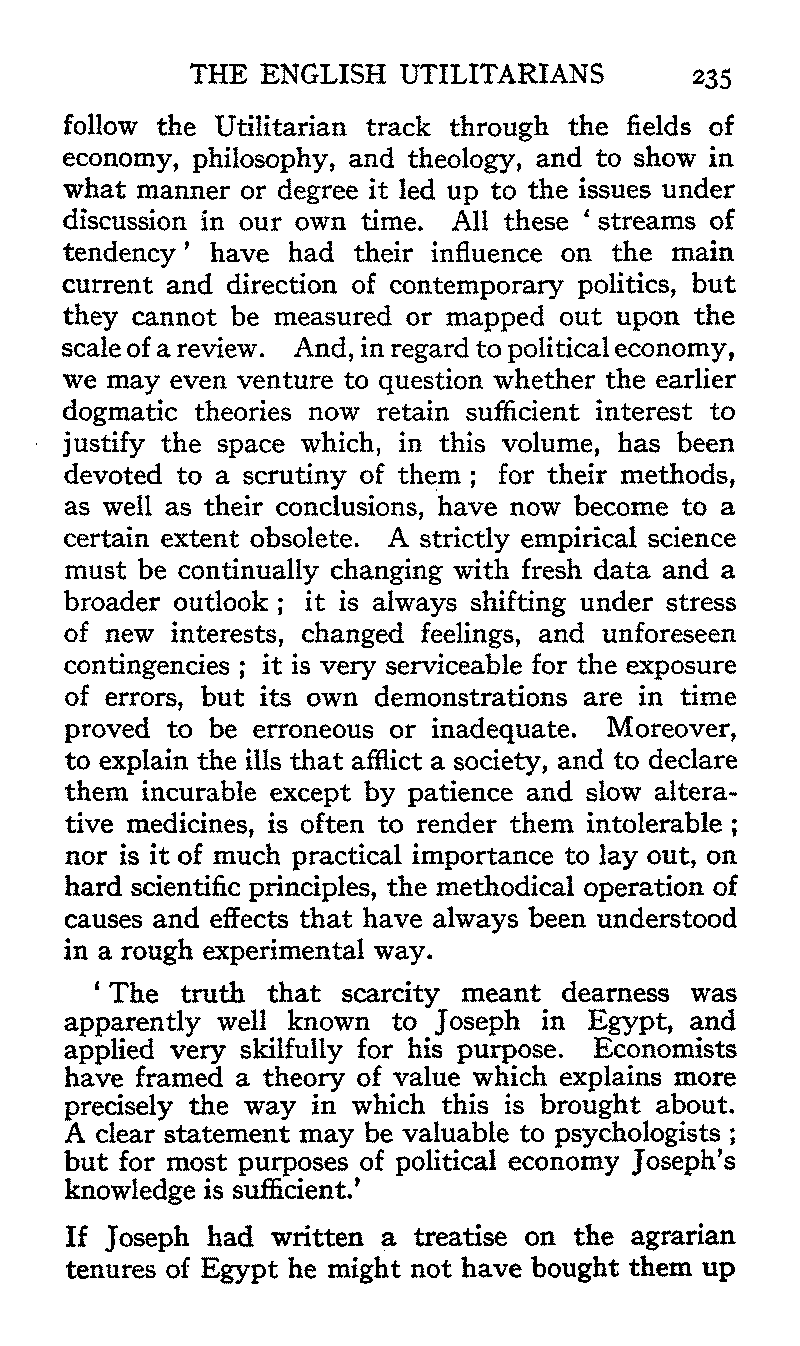 THE ENGLISH UTILITARIANS 235
follow the Utilitarian track through the fields of
economy, philosophy, and theology, and to show in
what manner or degree it led up to the issues under
discussion in our own time. All these ‘ streams of
tendency ’ have had their influence on the main
current and direction of contemporary politics, but
they cannot be measured or mapped out upon the
scale of a review. And, in regard to political economy,
we may even venture to question whether the earlier
dogmatic theories now retain sufficient interest to
justify the space which, in this volume, has been
devoted to a scrutiny of them ; for their methods,
as well as their conclusions, have now become to a
certain extent obsolete. A strictly empirical science
must be continually changing with fresh data and a
broader outlook ; it is always shifting under stress
of new interests, changed feelings, and unforeseen
contingencies ; it is very serviceable for the exposure
of errors, but its own demonstrations are in time
proved to be erroneous or inadequate. Moreover,
to explain the ills that afflict a society, and to declare
them incurable except by patience and slow altera-
tive medicines, is often to render them intolerable ;
nor is it of much practical importance to lay out, on
hard scientific principles, the methodical operation of
causes and effects that have always been understood
in a rough experimental way.
‘ The truth that scarcity meant dearness was
apparently well known to Joseph in Egypt, and
applied very skilfully for his purpose. Economists
have framed a theory of value which explains more
precisely the way in which this is brought about.
A clear statement may be valuable to psychologists ;
but for most purposes of political economy Joseph’s
knowledge is sufficient.’
If Joseph had written a treatise on the agrarian
tenures of Egypt he might not have bought them up